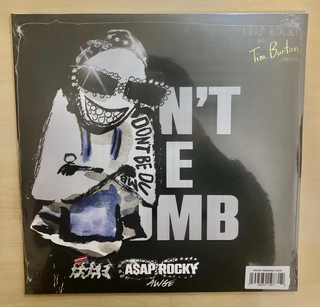 A$AP ROCKY
Tim Burton
DONT BE DU
N'T
E
MB
A$AP ROCKY
AWGE